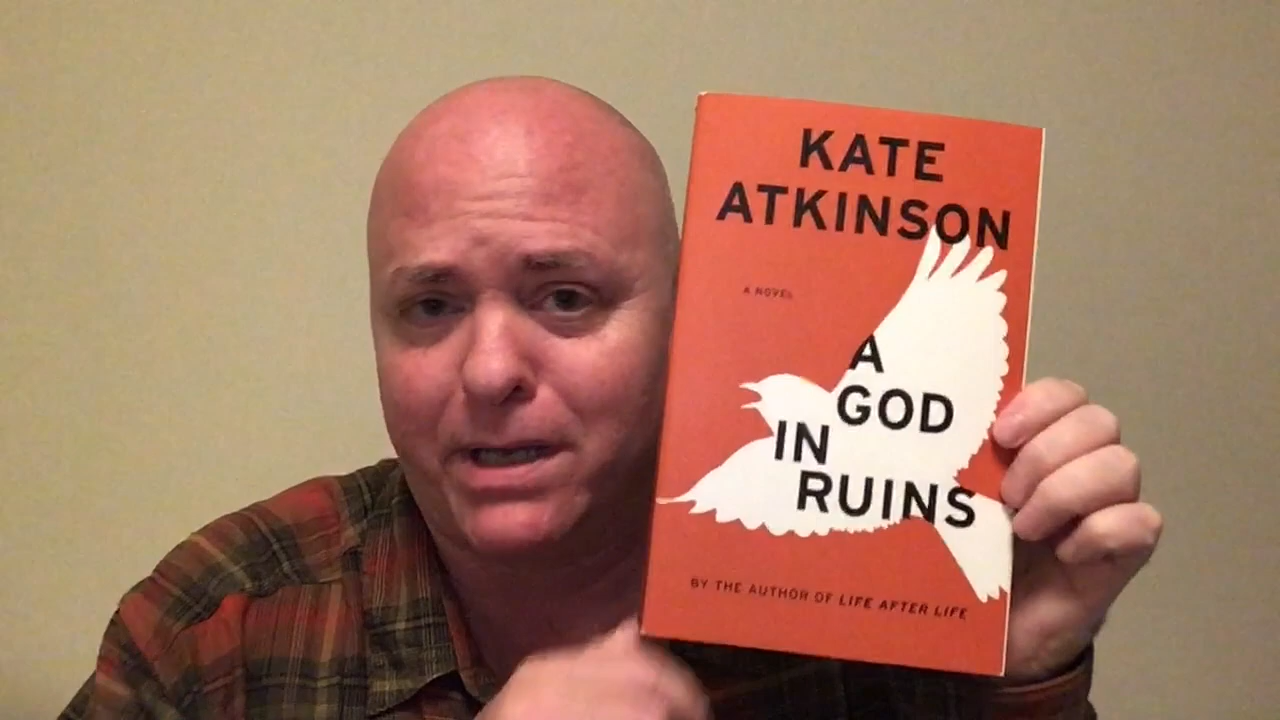 KATE
ATKINSON
A NOVEL
A
GOD
IN
RUINS
BY THE AUTHOR OF LIFE AFTER LIFE